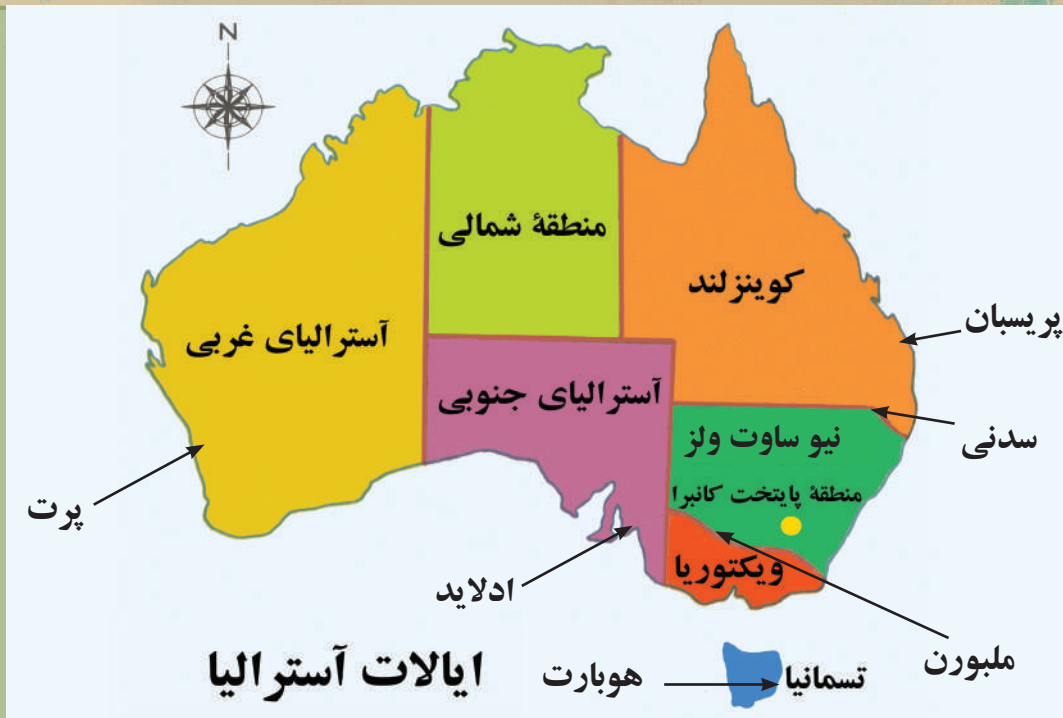 N
منطقهٔ شمالی
کوینزلند
پریسبان
آسترالیای غربی
آسترالیای جنوبی
سدنی
نیو ساوت ولز
منطقهٔ پایتخت کانبرا
پرت
ویکتوریا
ادلاید
ملبورن
تسمانیا
هوبارت
ایالات آسترالیا